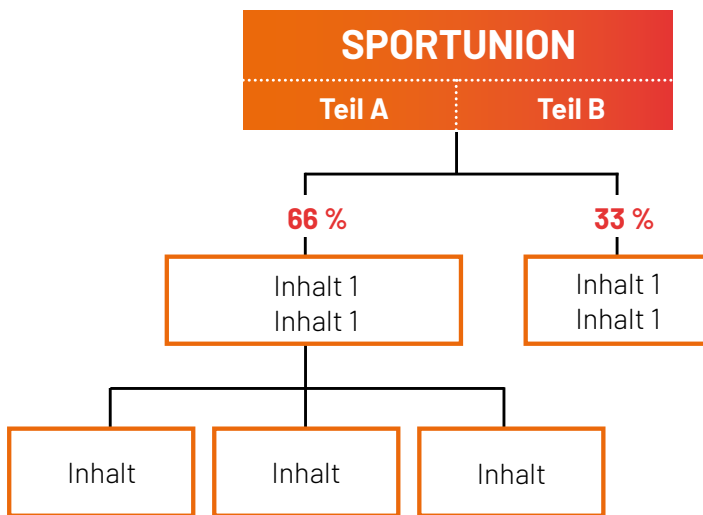 SPORTUNION
Teil A
Teil B
66 %
33 %
Inhalt 1
Inhalt 1
Inhalt 1
Inhalt 1
Inhalt
Inhalt
Inhalt